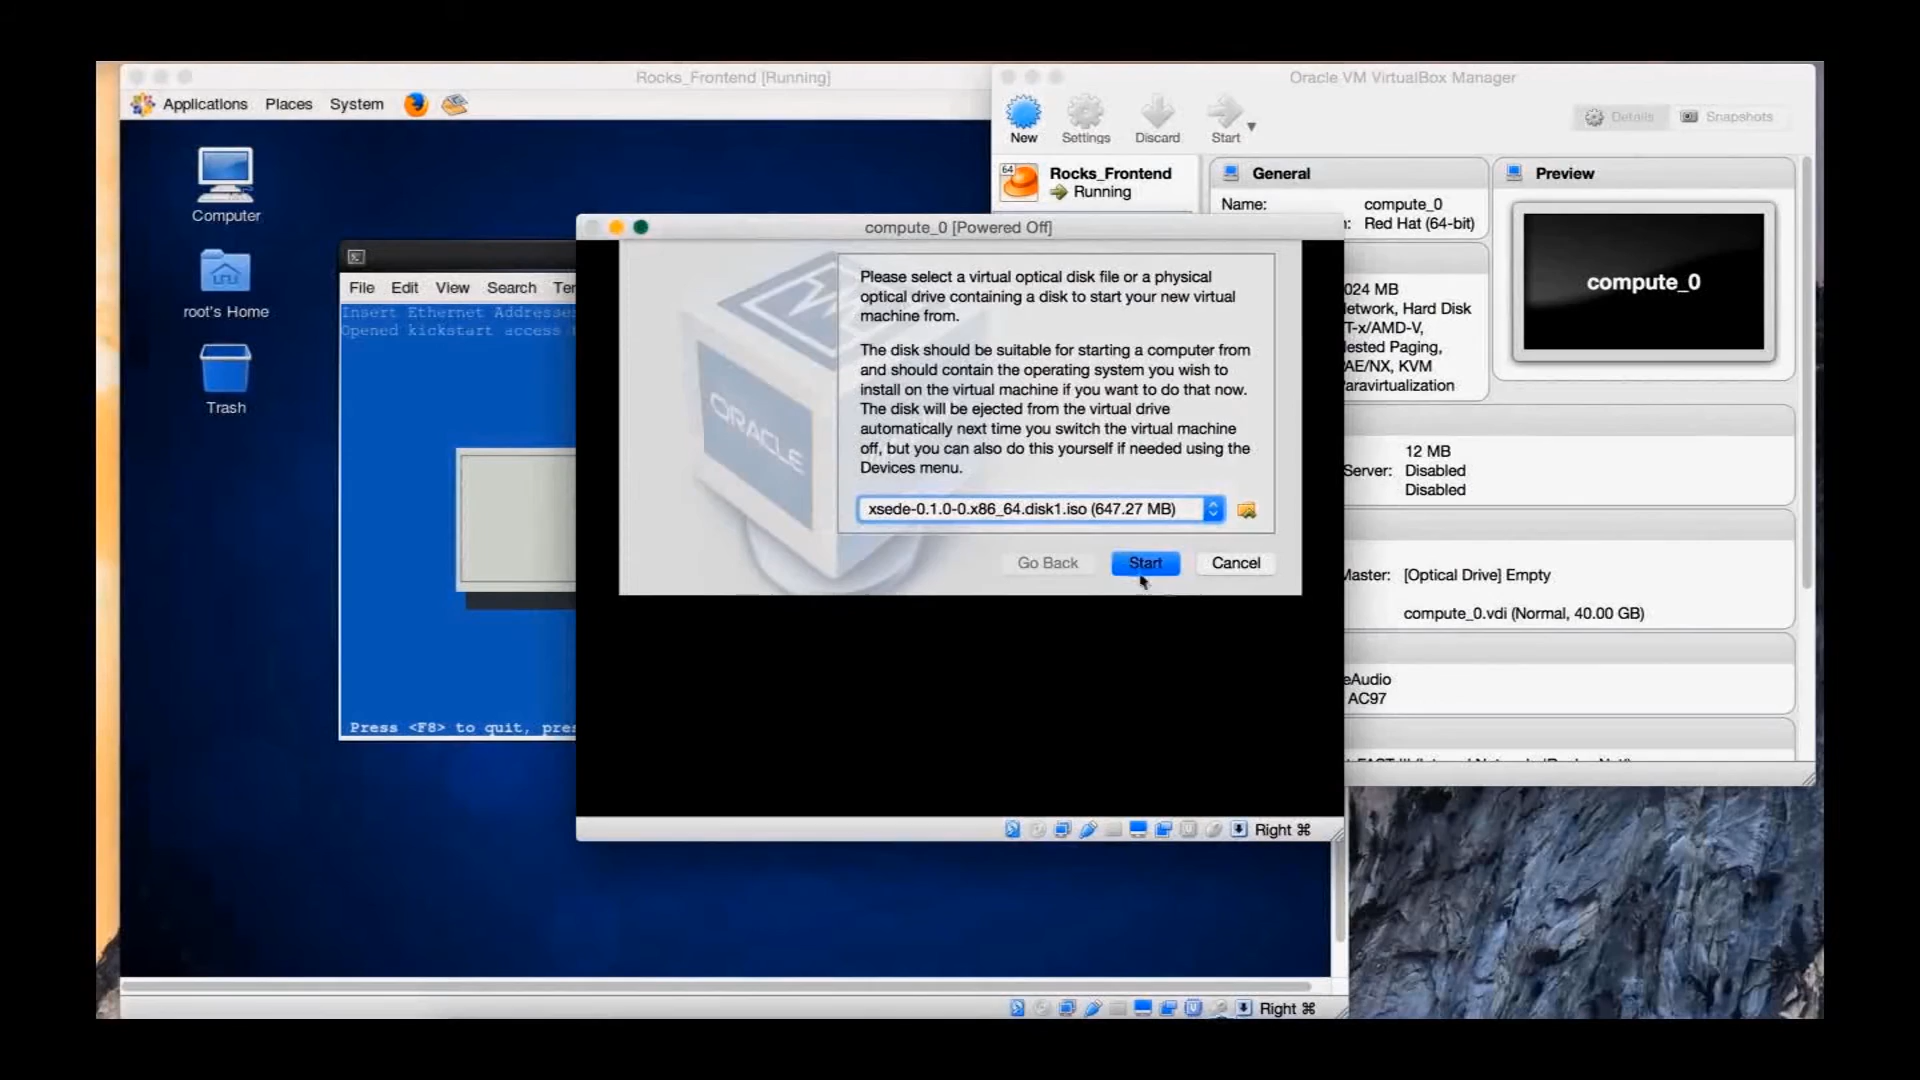 Rocks_Frontend [Running]
Applications Places System
Computer
root's Home
Trash
File Edit View Search Ter
Insert Ethernet Addresse
Opened kickstart access
Press <F8> to quit, pres
Oracle VM VirtualBox Manager
New Settings Discard Start
Details Snapshots
64
Rocks_Frontend
Running
General
Name: compute_0
Red Hat (64-bit)
024 MB
etwork, Hard Disk
T-x/AMD-V,
ested Paging,
AE/NX, KVM
aravirtualization
12 MB
Server: Disabled
Disabled
Master: [Optical Drive] Empty
compute_0.vdi (Normal, 40.00 GB)
eAudio
AC97
Preview
compute_0
compute_0 [Powered Off]
ORACLE
Please select a virtual optical disk file or a physical
optical drive containing a disk to start your new virtual
machine from.
The disk should be suitable for starting a computer from
and should contain the operating system you wish to
install on the virtual machine if you want to do that now.
The disk will be ejected from the virtual drive
automatically next time you switch the virtual machine
off, but you can also do this yourself if needed using the
Devices menu.
xsede-0.1.0-0.x86_64.disk1.iso (647.27 MB)
Go Back Start Cancel
Right ⌘
Right ⌘